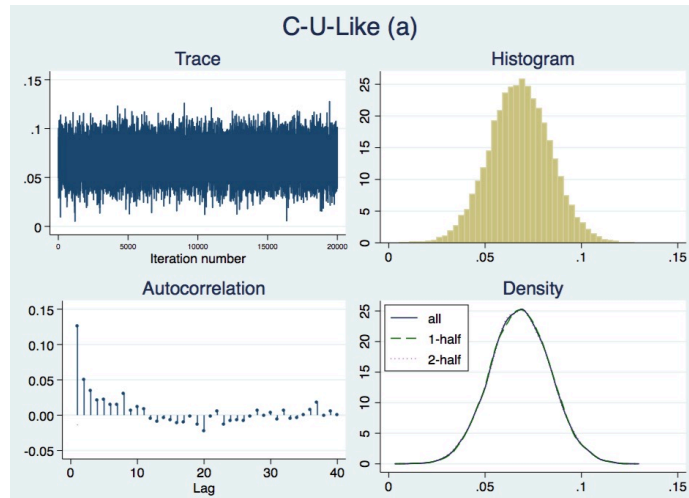 C-U-Like (a)
Trace
.15
.1
.05
0
0 5000 10000 15000 20000
Iteration number
Histogram
25
20
15
10
5
0
0 .05 .1 .15
Autocorrelation
0.15
0.10
0.05
0.00
-0.05
0 10 20 30 40
Lag
Density
25
20
15
10
5
0
all
1-half
2-half
0 .05 .1 .15